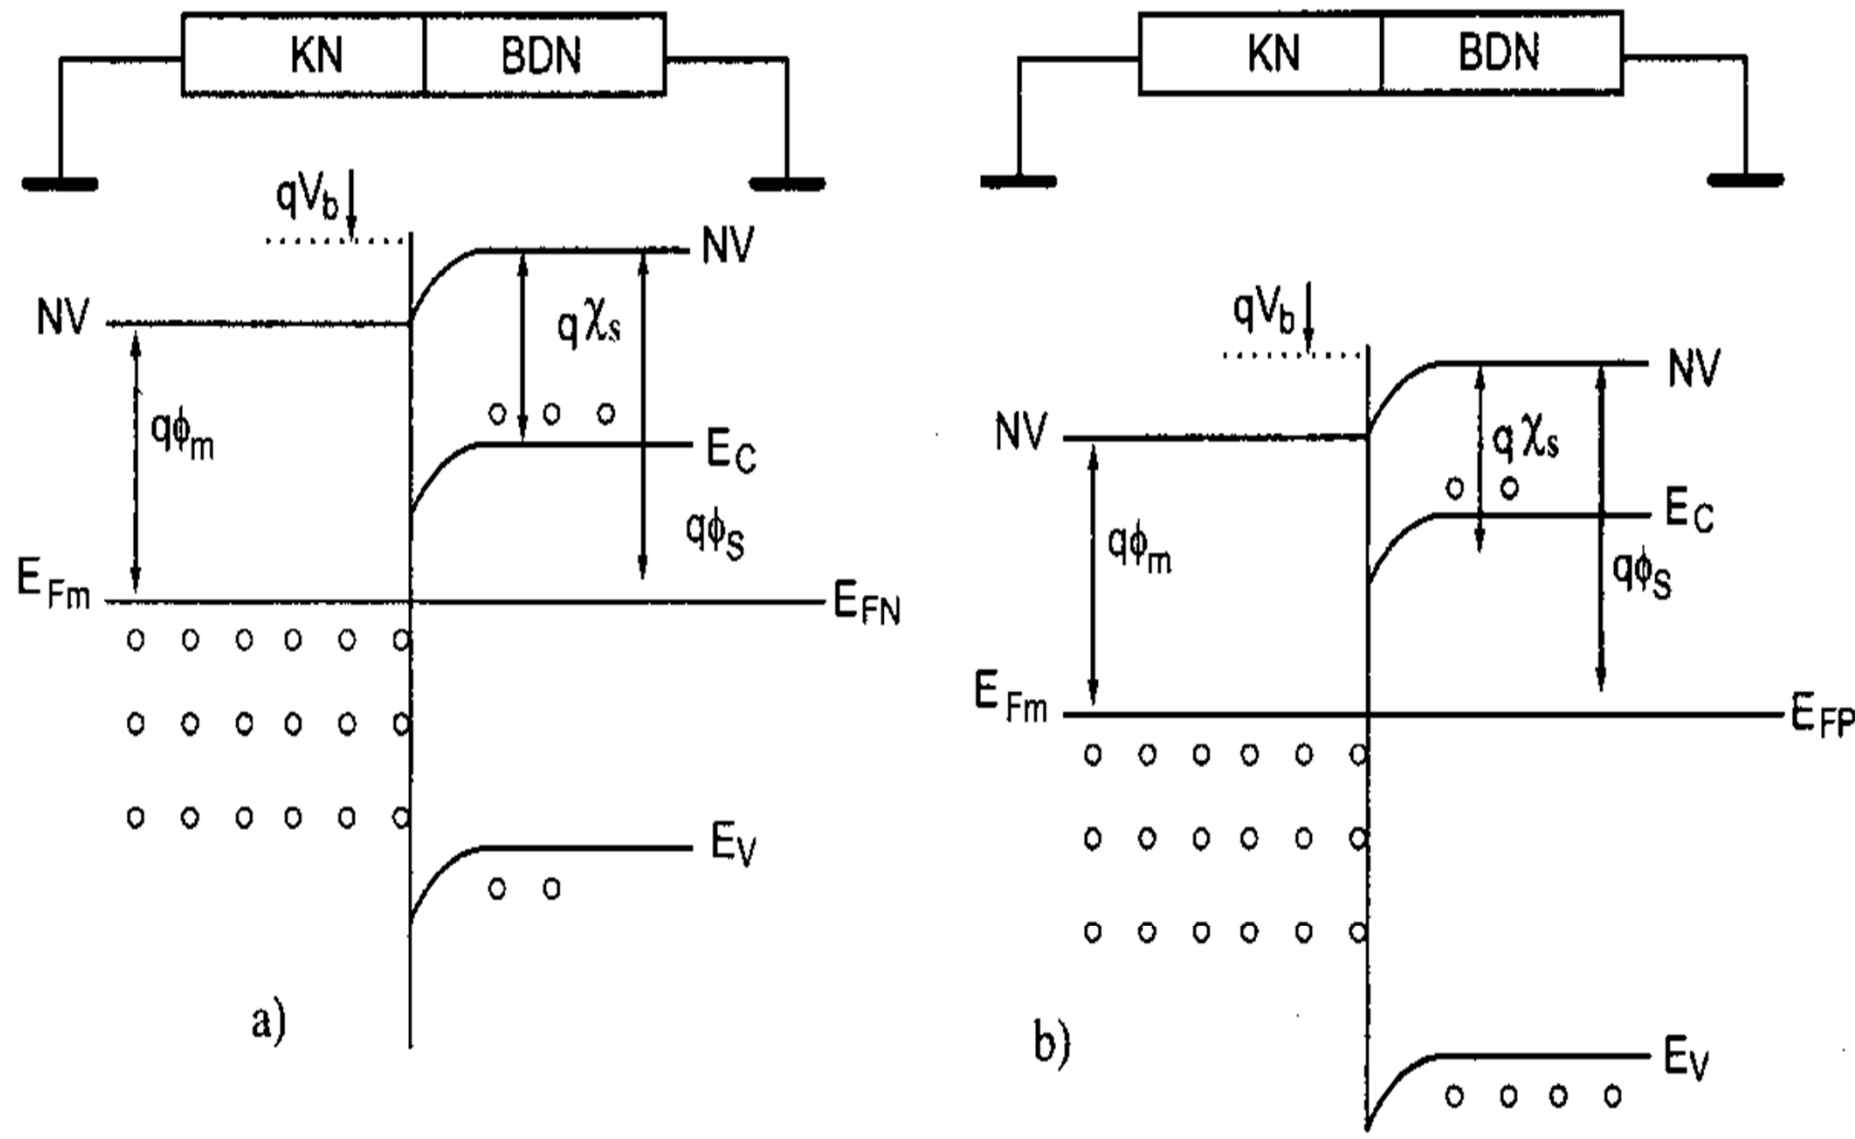 KN BDN
qV_b
NV
NV
qχ_s
qϕ_m
E_C
qϕ_S
E_Fm
E_FN
E_V
a)
KN BDN
qV_b
NV
NV
qχ_s
E_C
qϕ_m
qϕ_S
E_Fm
E_FP
E_V
b)